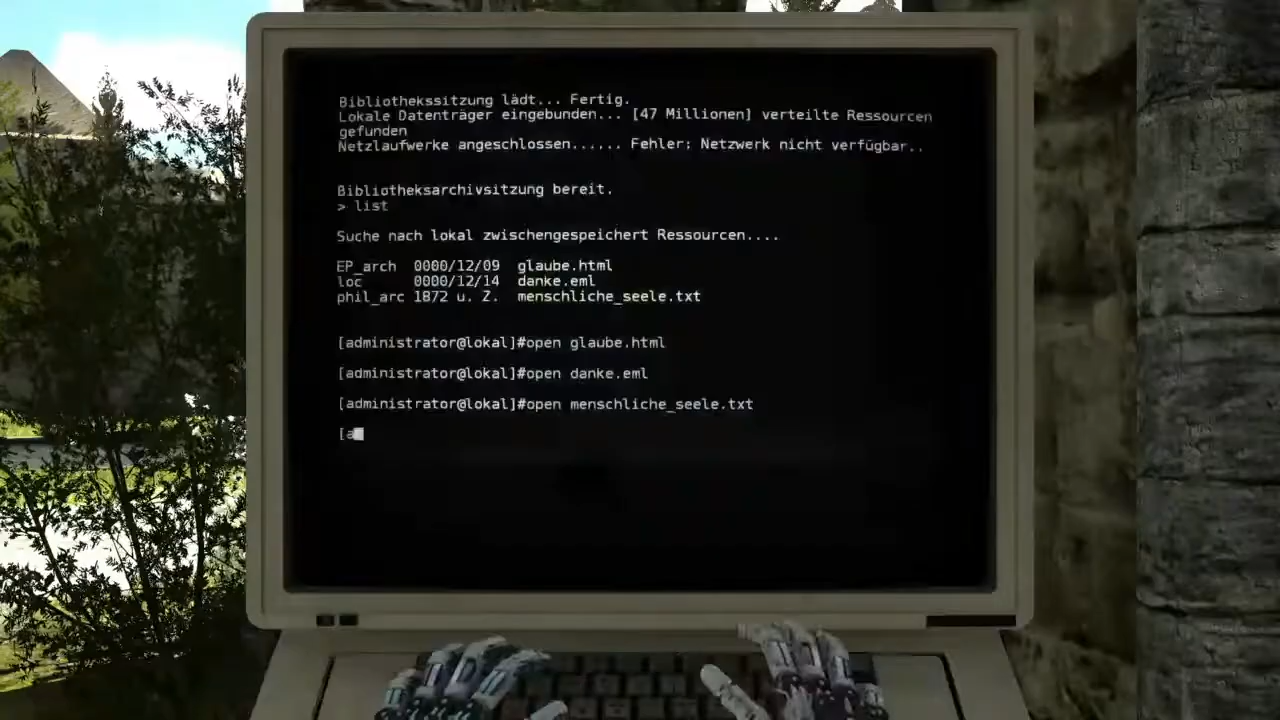 Bibliothekssitzung lädt... Fertig.
Lokale Datenträger eingebunden... [47 Millionen] verteilte Ressourcen
gefunden
Netzlaufwerke angeschlossen...... Fehler: Netzwerk nicht verfügbar..
Bibliotheksarchivsitzung bereit.
> list
Suche nach lokal zwischengespeichert Ressourcen....
EP_arch 0000/12/09 glaube.html
loc 0000/12/14 danke.eml
phil_arc 1872 u. Z. menschliche_seele.txt
[administrator@lokal]#open glaube.html
[administrator@lokal]#open danke.eml
[administrator@lokal]#open menschliche_seele.txt
[a